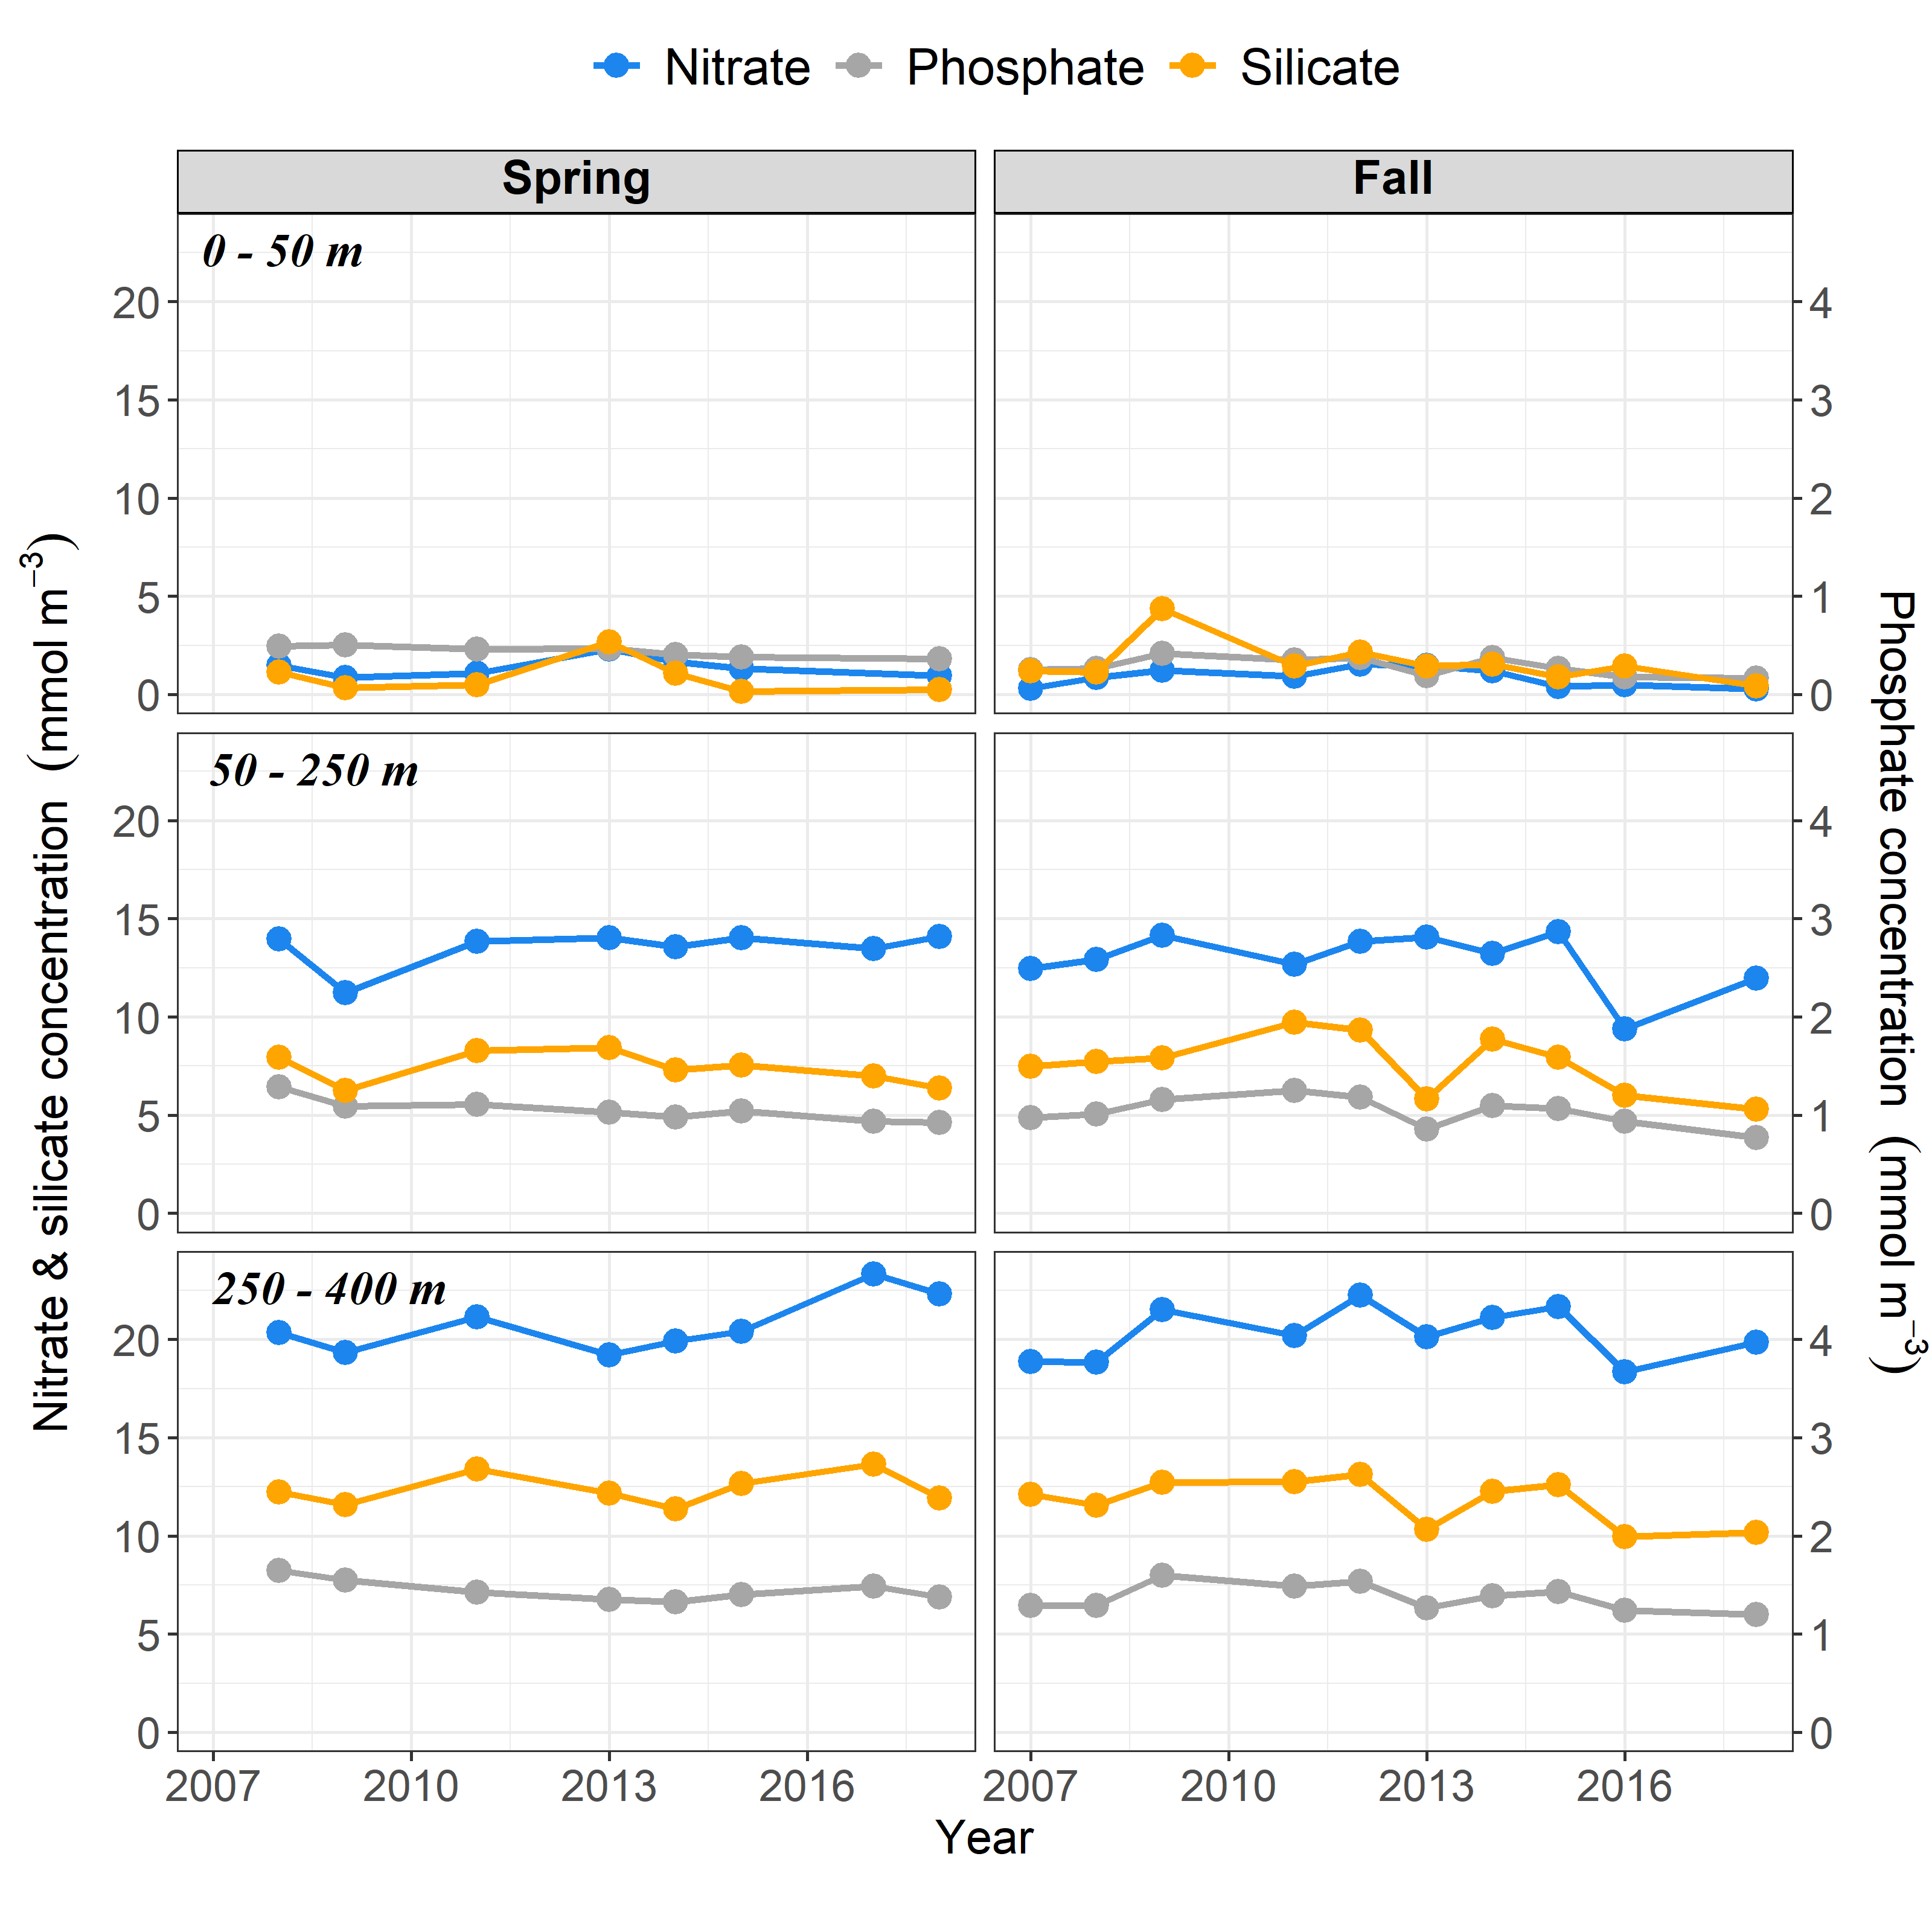 Nitrate Phosphate Silicate
Spring Fall
0 - 50 m
20 4
15 3
10 2
5 1
0 0
50 - 250 m
20 4
15 3
10 2
5 1
0 0
250 - 400 m
20 4
15 3
10 2
5 1
0 0
2007 2010 2013 2016 2007 2010 2013 2016
Year
Nitrate & silicate concentration (mmol m⁻³)
Phosphate concentration (mmol m⁻³)